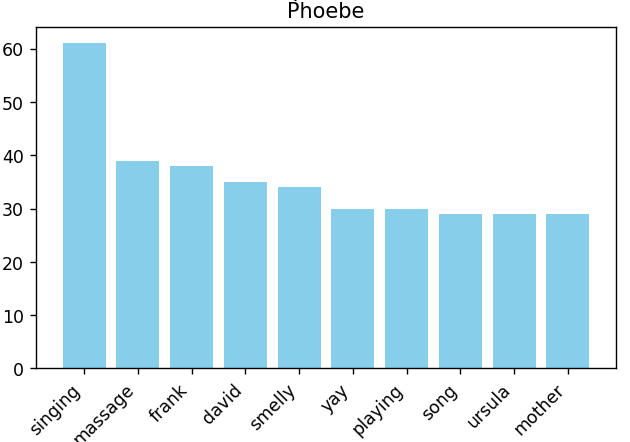 Phoebe
60
50
40
30
20
10
0
singing
massage
frank
david
smelly
yay
playing
song
ursula
mother